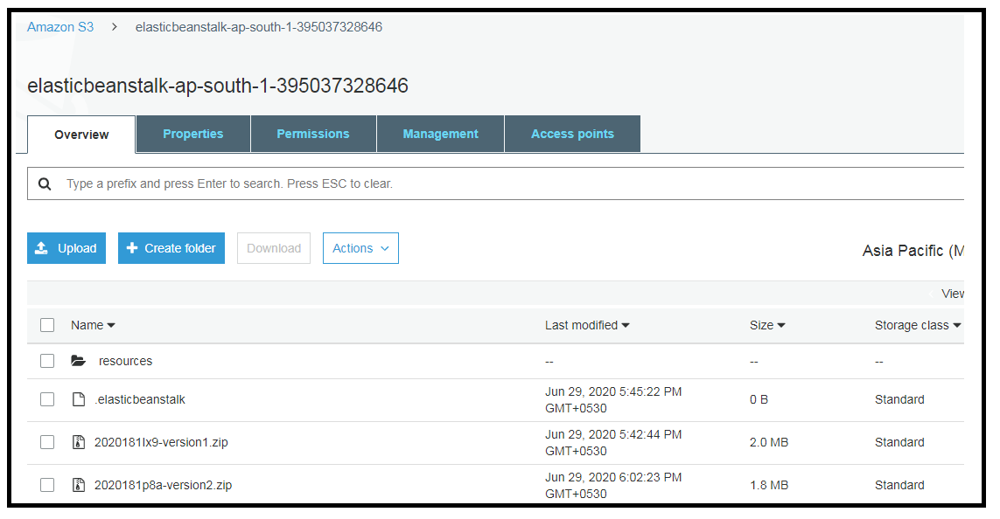 Amazon S3 > elasticbeanstalk-ap-south-1-395037328646
elasticbeanstalk-ap-south-1-395037328646
Overview Properties Permissions Management Access points
Type a prefix and press Enter to search. Press ESC to clear.
Upload + Create folder Download Actions
Asia Pacific (M
View
Name Last modified Size Storage class
resources -- -- --
.elasticbeanstalk Jun 29, 2020 5:45:22 PM GMT+0530 0 B Standard
2020181lx9-version1.zip Jun 29, 2020 5:42:44 PM GMT+0530 2.0 MB Standard
2020181p8a-version2.zip Jun 29, 2020 6:02:23 PM GMT+0530 1.8 MB Standard